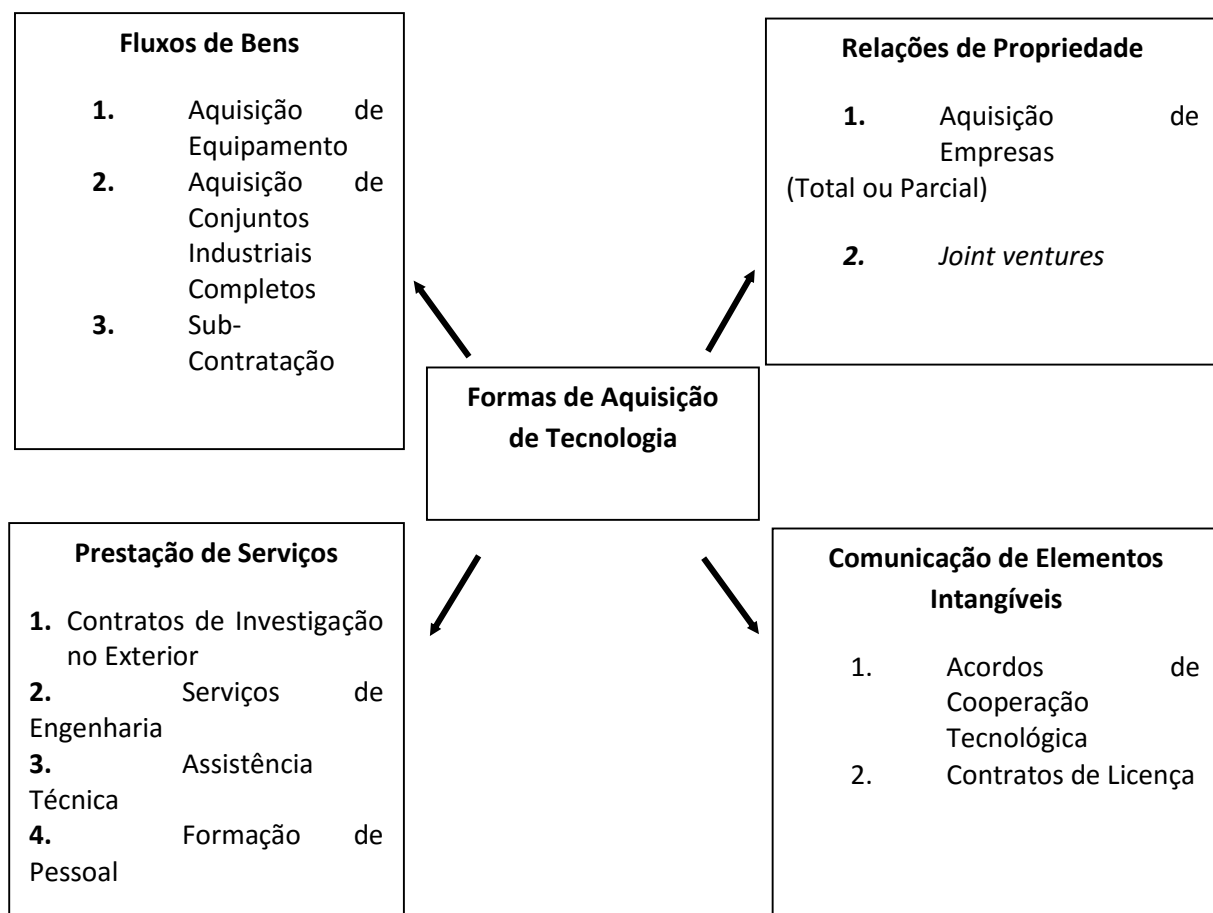 Fluxos de Bens
1. Aquisição de
Equipamento
2. Aquisição de
Conjuntos
Industriais
Completos
3. Sub-
Contratação
Relações de Propriedade
1. Aquisição de
Empresas
(Total ou Parcial)
2. Joint ventures
Formas de Aquisição
de Tecnologia
Prestação de Serviços
1. Contratos de Investigação
no Exterior
2. Serviços de
Engenharia
3. Assistência
Técnica
4. Formação de
Pessoal
Comunicação de Elementos
Intangíveis
1. Acordos de
Cooperação
Tecnológica
2. Contratos de Licença